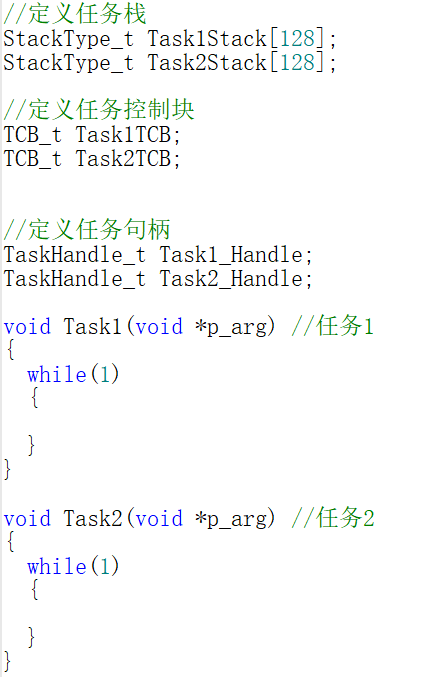 //定义任务栈
StackType_t Task1Stack[128];
StackType_t Task2Stack[128];
//定义任务控制块
TCB_t Task1TCB;
TCB_t Task2TCB;
//定义任务句柄
TaskHandle_t Task1_Handle;
TaskHandle_t Task2_Handle;
void Task1(void *p_arg) //任务1
{
  while(1)
  {
  }
}
void Task2(void *p_arg) //任务2
{
  while(1)
  {
  }
}